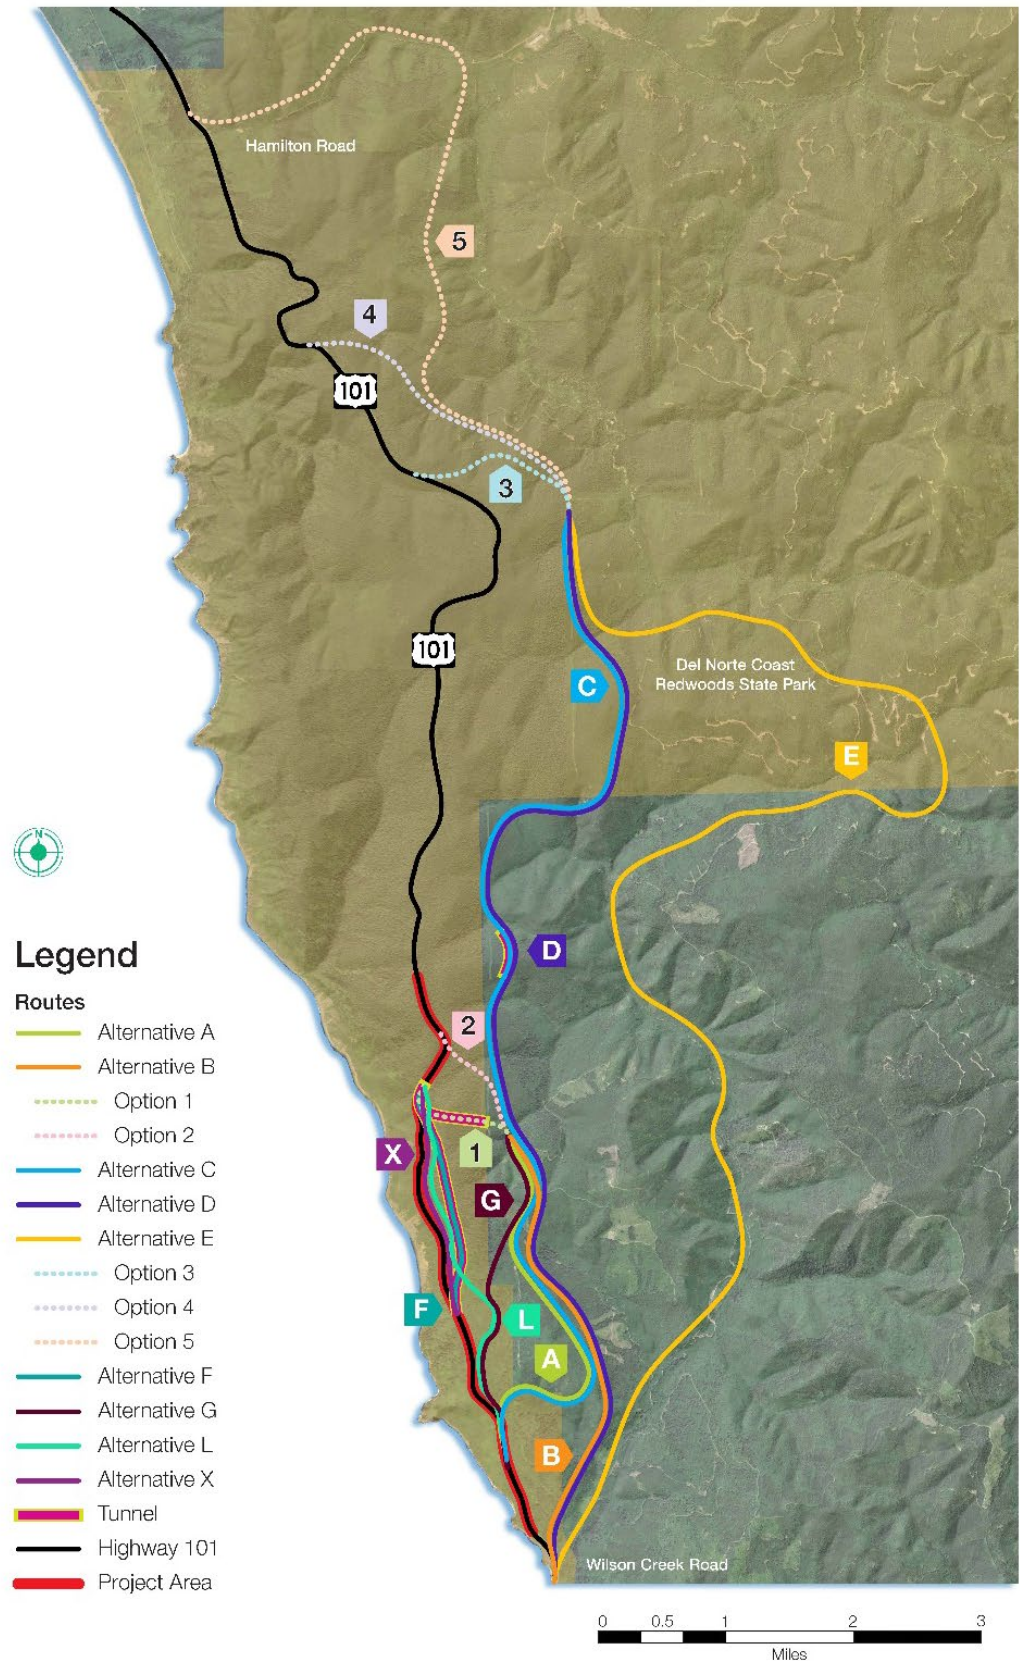 Hamilton Road
5
4
101
3
101
Del Norte Coast
Redwoods State Park
C
E
N
D
2
X
1
G
F
L
A
B
Wilson Creek Road
Legend
Routes
Alternative A
Alternative B
Option 1
Option 2
Alternative C
Alternative D
Alternative E
Option 3
Option 4
Option 5
Alternative F
Alternative G
Alternative L
Alternative X
Tunnel
Highway 101
Project Area
0 0.5 1 2 3
Miles